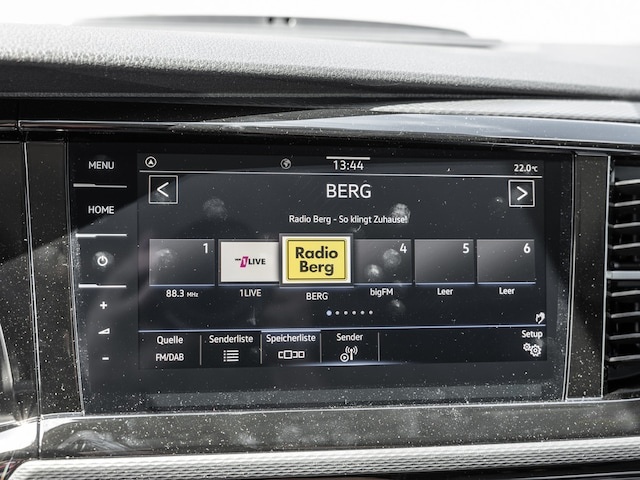 MENU
HOME
13:44
22.0°C
BERG
Radio Berg - So klingt Zuhause!
1
88.3 MHz
1LIVE
1LIVE
Radio
Berg
BERG
4
bigFM
5
Leer
6
Leer
Quelle
FM/DAB
Senderliste
Speicherliste
Sender
Setup